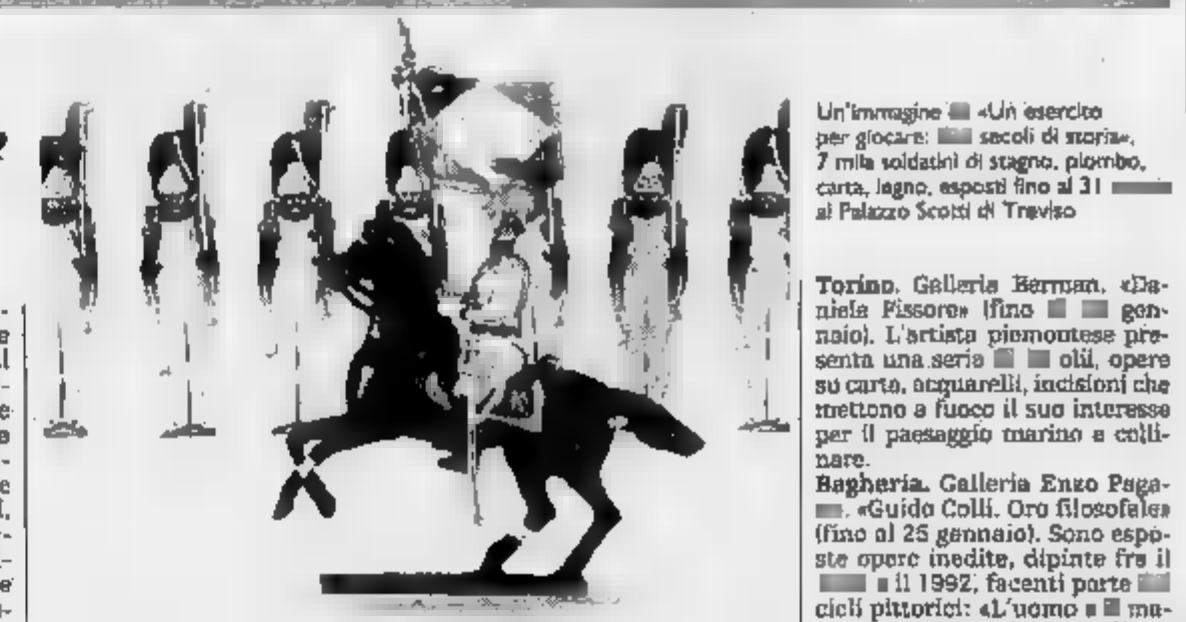 Un'immagine «Un esercito
per giocare: secoli di storia»,
7 mila soldatini di stagno, piombo,
carta, legno, esposti fino al 31
al Palazzo Scotti di Treviso
Torino. Galleria Berman. «Da-
niele Fissore» (fino gen-
naio). L'artista piemontese pre-
senta una serie olii, opere
su carta, acquarelli, incisioni che
mettono a fuoco il suo interesse
per il paesaggio marino e colli-
nare.
Bagheria. Galleria Enzo Paga-
«Guido Colli. Oro filosofale»
(fino al 25 gennaio). Sono espo-
ste opere inedite, dipinte fra il
il 1992, facenti parte
cicli pittorici: «L'uomo ma-